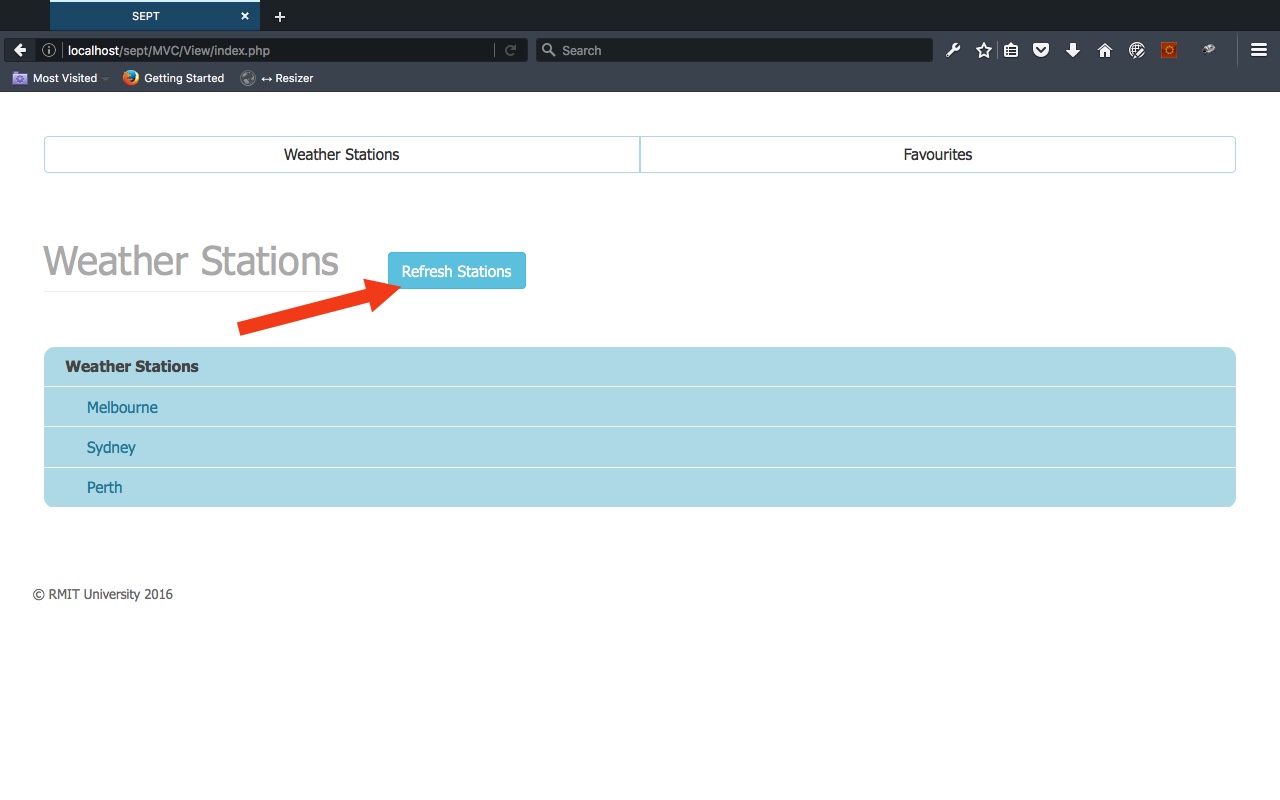 SEPT
localhost/sept/MVC/View/index.php
Search
Most Visited
Getting Started
↔ Resizer
Weather Stations
Favourites
Weather Stations
Refresh Stations
Weather Stations
Melbourne
Sydney
Perth
© RMIT University 2016